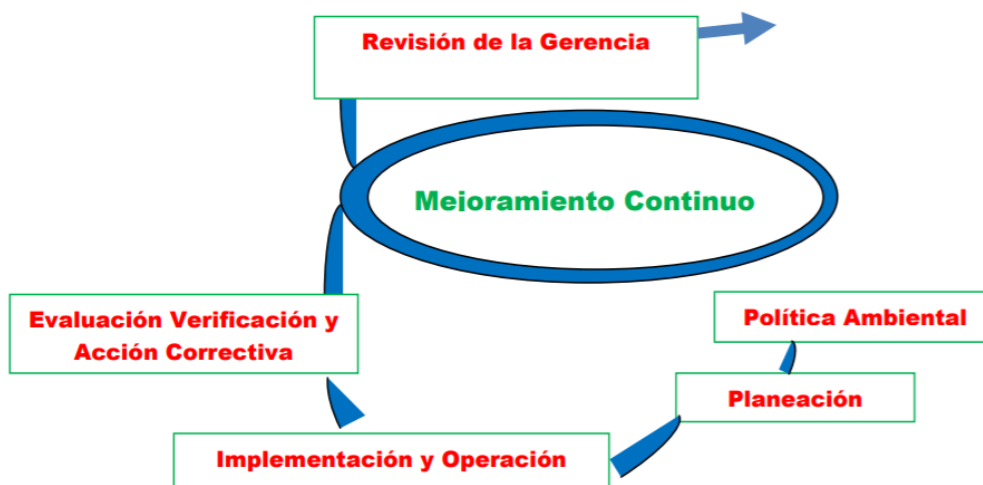 Revisión de la Gerencia
Mejoramiento Continuo
Evaluación Verificación y
Acción Correctiva
Política Ambiental
Planeación
Implementación y Operación